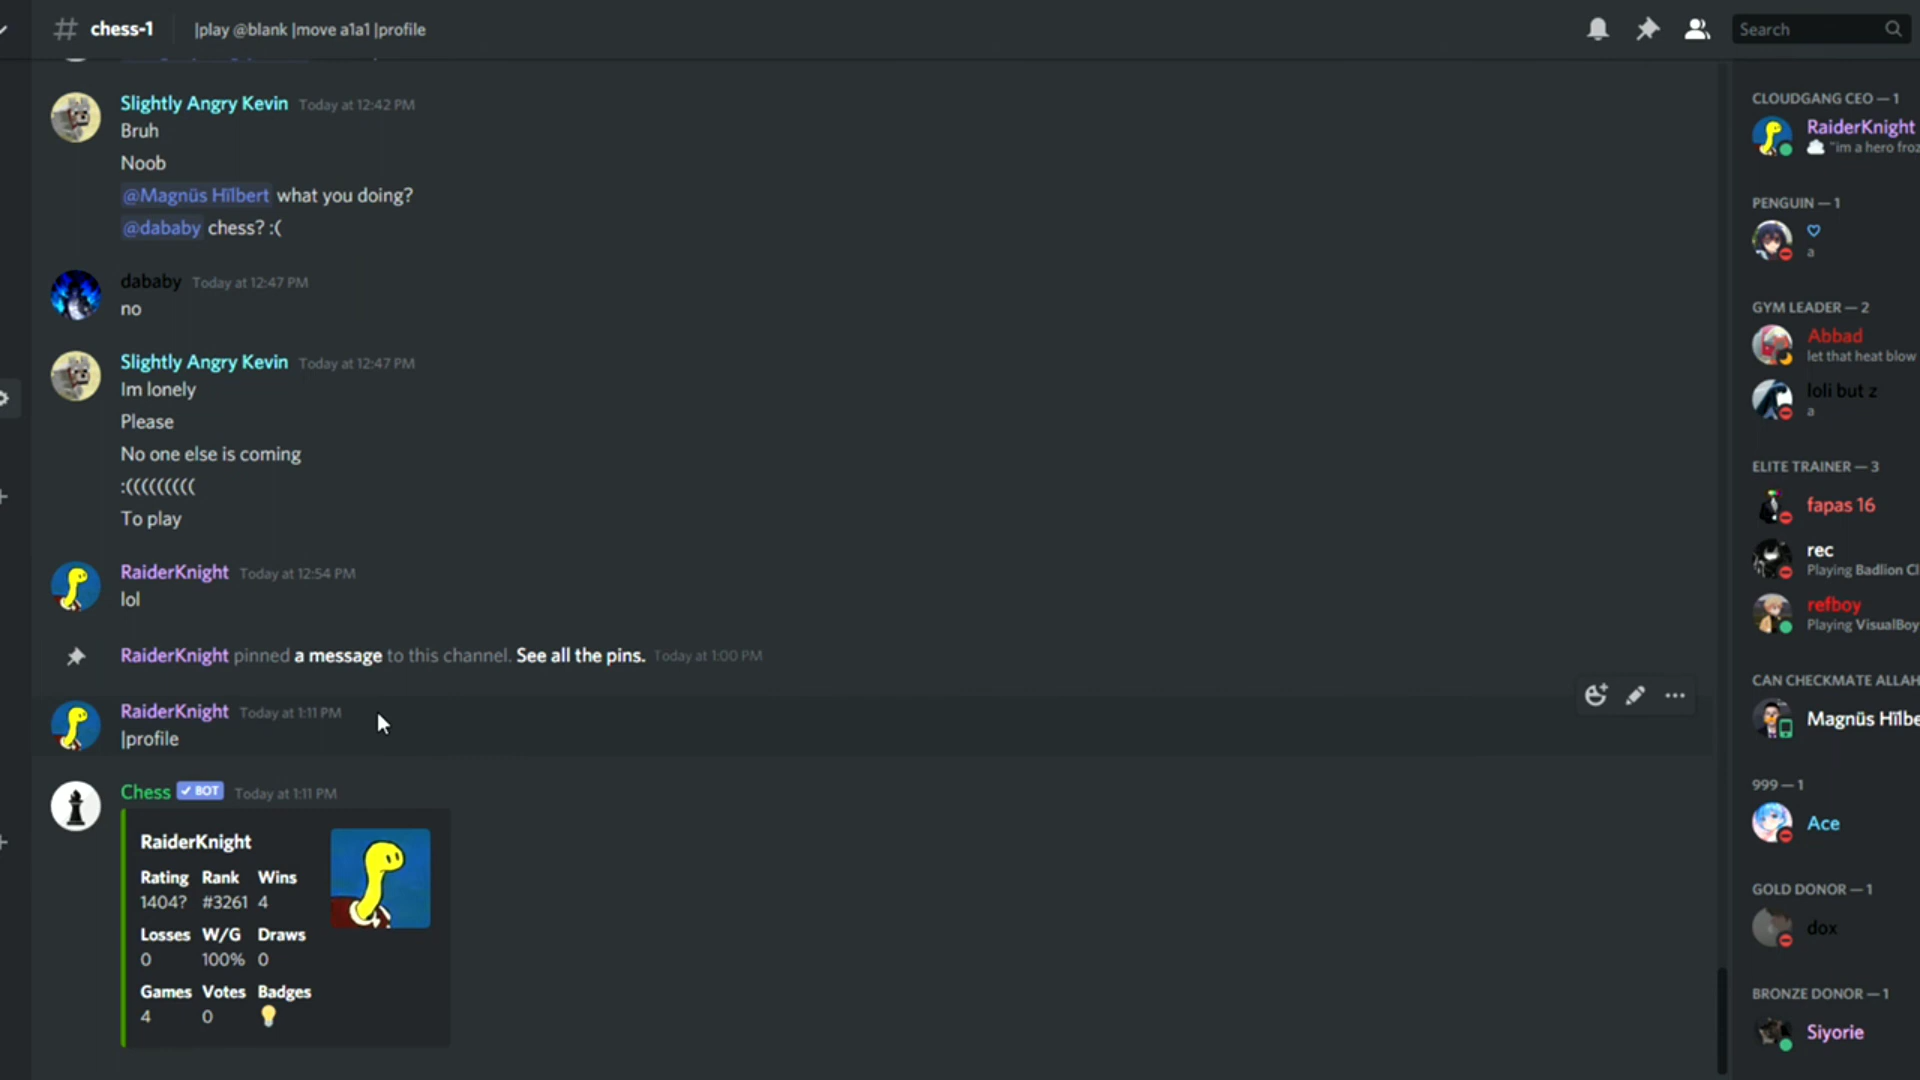 chess-1 |play @blank |move a1a1 |profile
Search
Slightly Angry Kevin Today at 12:42 PM
Bruh
Noob
@Magnüs Hïlbert what you doing?
@dababy chess? :(
dababy Today at 12:47 PM
no
Slightly Angry Kevin Today at 12:47 PM
Im lonely
Please
No one else is coming
:(((((((((
To play
RaiderKnight Today at 12:54 PM
lol
RaiderKnight pinned a message to this channel. See all the pins. Today at 1:00 PM
RaiderKnight Today at 1:11 PM
|profile
Chess BOT Today at 1:11 PM
RaiderKnight
Rating Rank Wins
1404? #3261 4
Losses W/G Draws
0 100% 0
Games Votes Badges
4 0
CLOUDGANG CEO — 1
RaiderKnight
"im a hero froz
PENGUIN — 1
a
GYM LEADER — 2
Abbad
let that heat blow
loli but z
a
ELITE TRAINER — 3
fapas 16
rec
Playing Badlion Cl
refboy
Playing VisualBoy
CAN CHECKMATE ALLAH
Magnüs Hïlbe
999 — 1
Ace
GOLD DONOR — 1
dox
BRONZE DONOR — 1
Siyorie